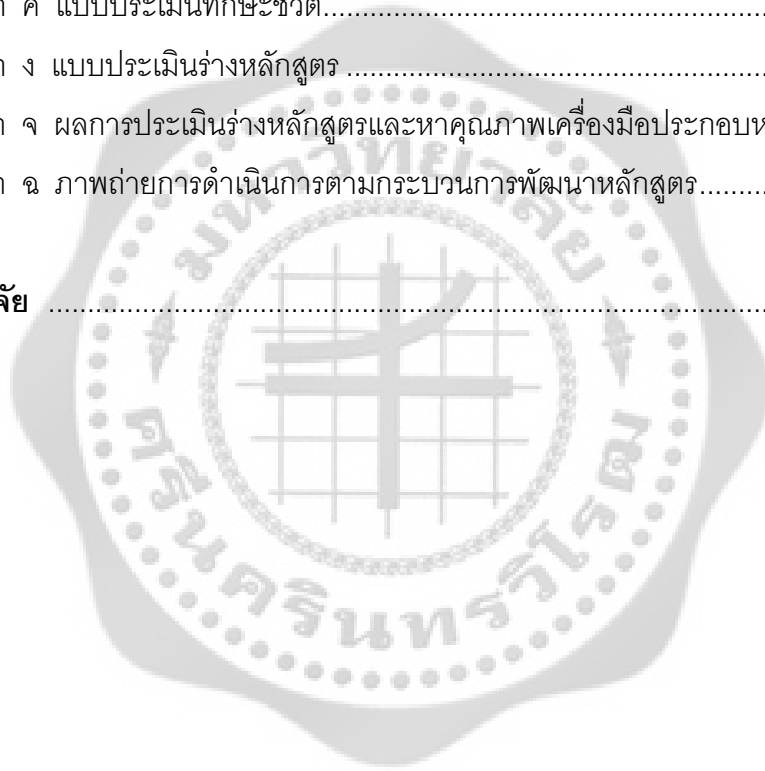 ค แบบประเมินทักษะชีวิต....................................................................
ง แบบประเมินร่างหลักสูตร....................................................................
จ ผลการประเมินร่างหลักสูตรและหาคุณภาพเครื่องมือประกอบห
ฉ ภาพถ่ายการดำเนินการตามกระบวนการพัฒนาหลักสูตร.........
จัย ....................................................................................................
มหาวิทยาลัย
ศรีนครินทรวิโรฒ